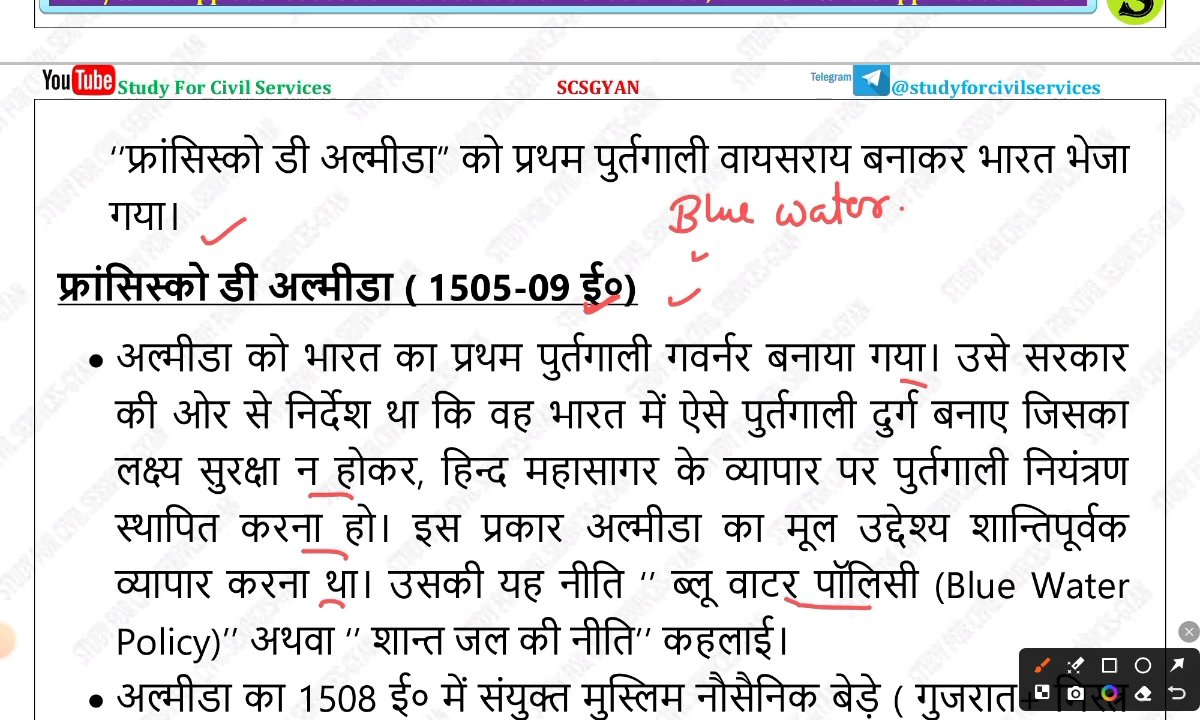 YouTube Study For Civil Services SCSGYAN Telegram @studyforcivilservices
‘‘फ्रांसिस्को डी अल्मीडा” को प्रथम पुर्तगाली वायसराय बनाकर भारत भेजा
गया।
Blue water.
फ्रांसिस्को डी अल्मीडा ( 1505-09 ई०)
• अल्मीडा को भारत का प्रथम पुर्तगाली गवर्नर बनाया गया। उसे सरकार
की ओर से निर्देश था कि वह भारत में ऐसे पुर्तगाली दुर्ग बनाए जिसका
लक्ष्य सुरक्षा न होकर, हिन्द महासागर के व्यापार पर पुर्तगाली नियंत्रण
स्थापित करना हो। इस प्रकार अल्मीडा का मूल उद्देश्य शान्तिपूर्वक
व्यापार करना था। उसकी यह नीति ‘‘ ब्लू वाटर पॉलिसी (Blue Water
Policy)’’ अथवा ‘‘ शान्त जल की नीति’’ कहलाई।
• अल्मीडा का 1508 ई० में संयुक्त मुस्लिम नौसैनिक बेड़े ( गुजरात+